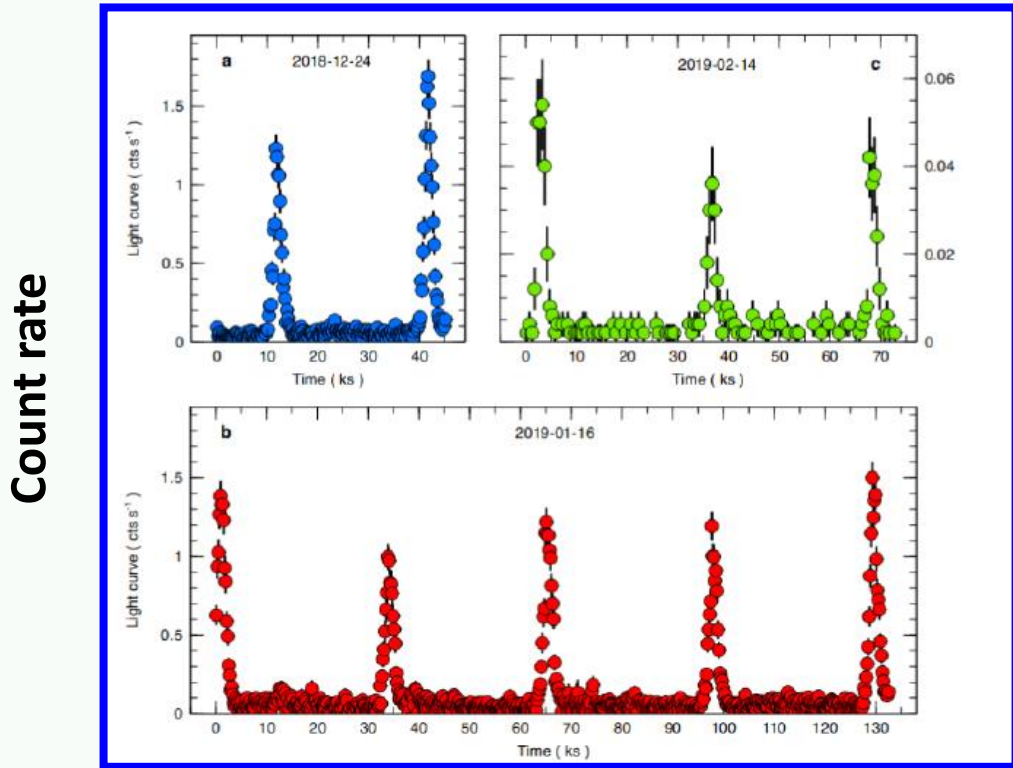 Count rate
a 2018-12-24
Light curve ( cts s⁻¹ )
1.5
1
0.5
0
0 10 20 30 40
Time ( ks )
2019-02-14 c
0.06
0.04
0.02
0
0 10 20 30 40 50 60 70
Time ( ks )
b 2019-01-16
Light curve ( cts s⁻¹ )
1.5
1
0.5
0
0 10 20 30 40 50 60 70 80 90 100 110 120 130
Time ( ks )